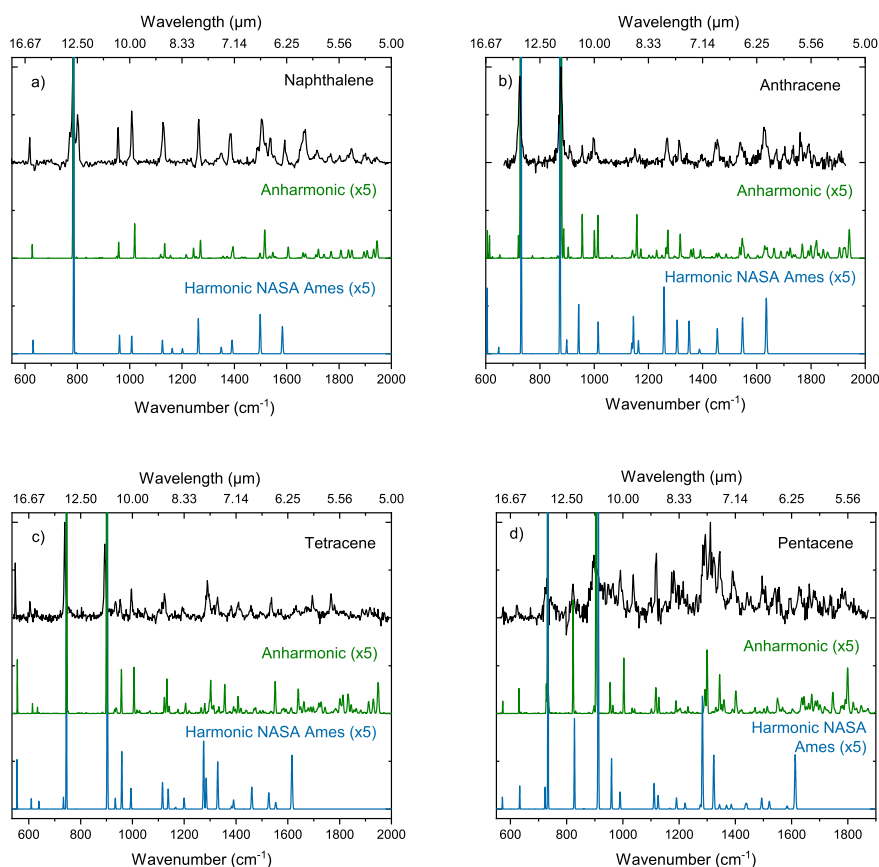 Wavelength (μm)
16.67 12.50 10.00 8.33 7.14 6.25 5.56 5.00
a)
Naphthalene
Anharmonic (x5)
Harmonic NASA Ames (x5)
600 800 1000 1200 1400 1600 1800 2000
Wavenumber (cm⁻¹)
Wavelength (μm)
16.67 12.50 10.00 8.33 7.14 6.25 5.56 5.00
b)
Anthracene
Anharmonic (x5)
Harmonic NASA Ames (x5)
600 800 1000 1200 1400 1600 1800 2000
Wavenumber (cm⁻¹)
Wavelength (μm)
16.67 12.50 10.00 8.33 7.14 6.25 5.56 5.00
c)
Tetracene
Anharmonic (x5)
Harmonic NASA Ames (x5)
600 800 1000 1200 1400 1600 1800 2000
Wavenumber (cm⁻¹)
Wavelength (μm)
16.67 12.50 10.00 8.33 7.14 6.25 5.56
d)
Pentacene
Anharmonic (x5)
Harmonic NASA
Ames (x5)
600 800 1000 1200 1400 1600 1800
Wavenumber (cm⁻¹)